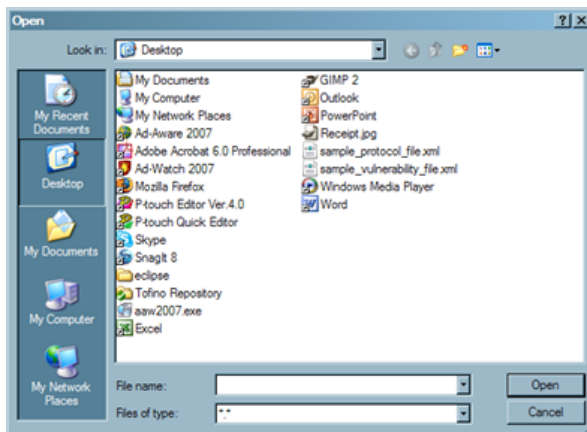 Open
Look in: Desktop
My Recent
Documents
Desktop
My Documents
My Computer
My Network
Places
My Documents
My Computer
My Network Places
Ad-Aware 2007
Adobe Acrobat 6.0 Professional
Ad-Watch 2007
Mozilla Firefox
P-touch Editor Ver.4.0
P-touch Quick Editor
Skype
SnagIt 8
eclipse
Tofino Repository
aaw2007.exe
Excel
GIMP 2
Outlook
PowerPoint
Receipt.jpg
sample_protocol_file.xml
sample_vulnerability_file.xml
Windows Media Player
Word
File name:
Open
Files of type: *.*
Cancel